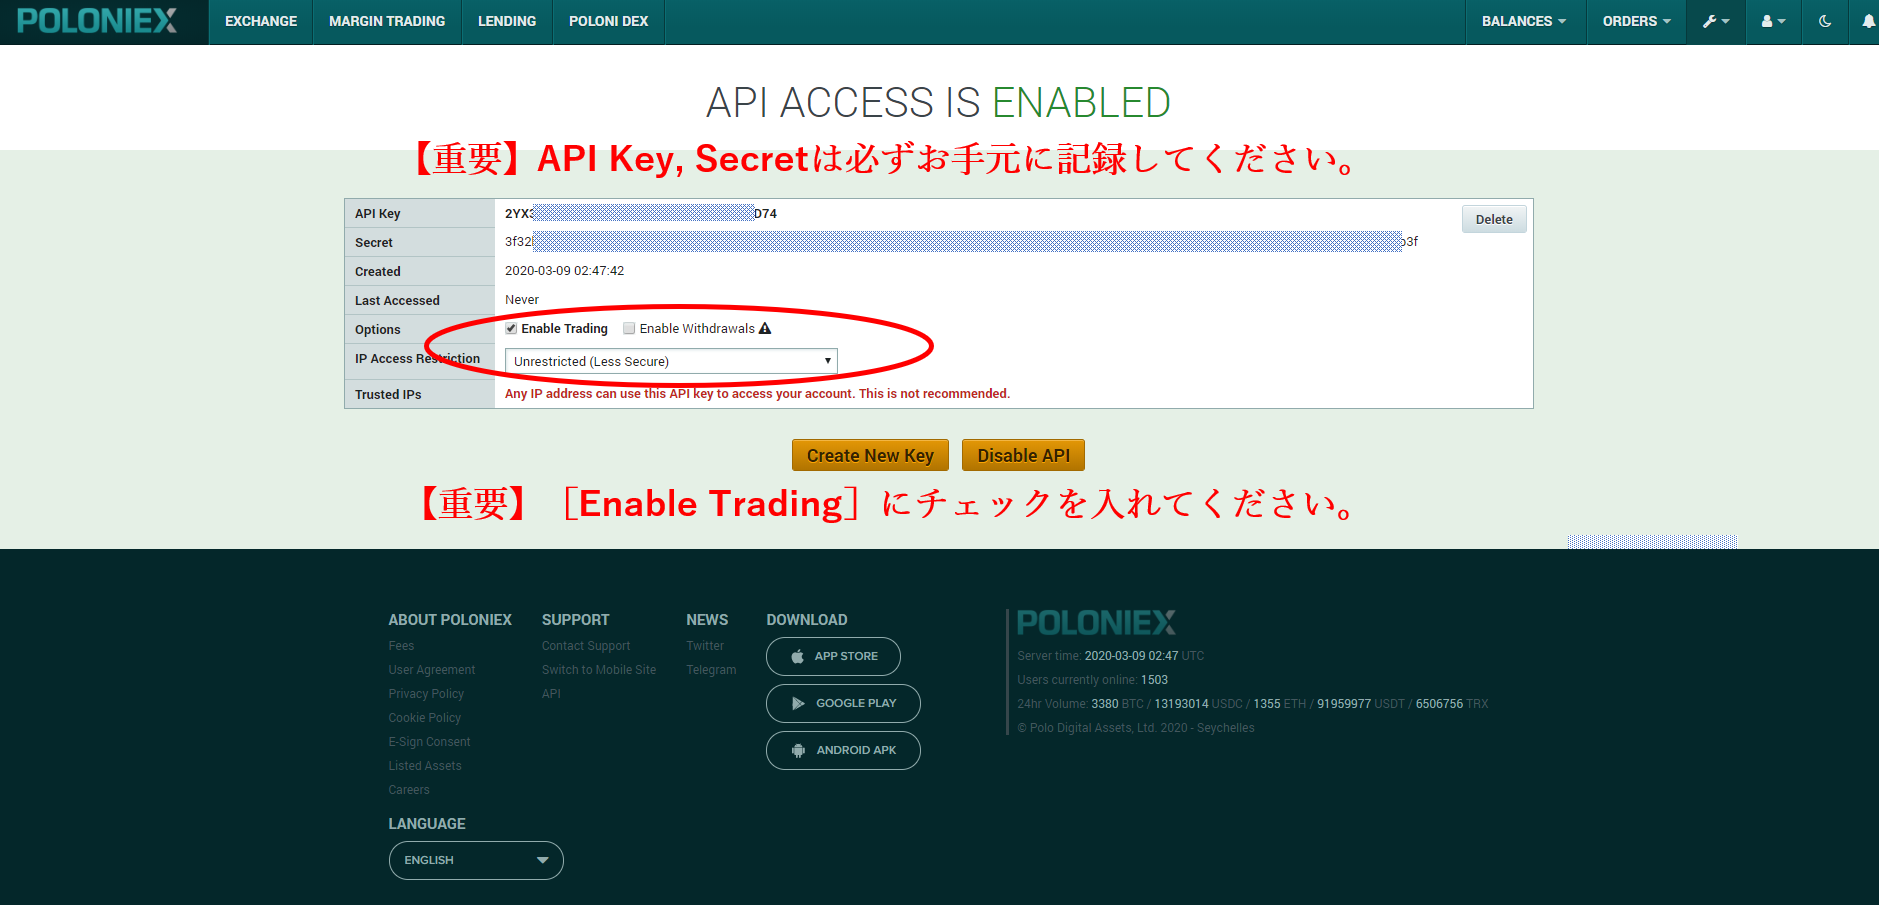 POLONIEX EXCHANGE MARGIN TRADING LENDING POLONI DEX BALANCES ORDERS
API ACCESS IS ENABLED
【重要】API Key, Secretは必ずお手元に記録してください。
API Key 2YX3 D74 Delete
Secret 3f32 3f
Created 2020-03-09 02:47:42
Last Accessed Never
Options Enable Trading Enable Withdrawals
IP Access Restriction Unrestricted (Less Secure)
Trusted IPs Any IP address can use this API key to access your account. This is not recommended.
Create New Key Disable API
【重要】［Enable Trading］にチェックを入れてください。
ABOUT POLONIEX
Fees
User Agreement
Privacy Policy
Cookie Policy
E-Sign Consent
Listed Assets
Careers
SUPPORT
Contact Support
Switch to Mobile Site
API
NEWS
Twitter
Telegram
DOWNLOAD
APP STORE
GOOGLE PLAY
ANDROID APK
POLONIEX
Server time: 2020-03-09 02:47 UTC
Users currently online: 1503
24hr Volume: 3380 BTC / 13193014 USDC / 1355 ETH / 91959977 USDT / 6506756 TRX
© Polo Digital Assets, Ltd. 2020 - Seychelles
LANGUAGE
ENGLISH